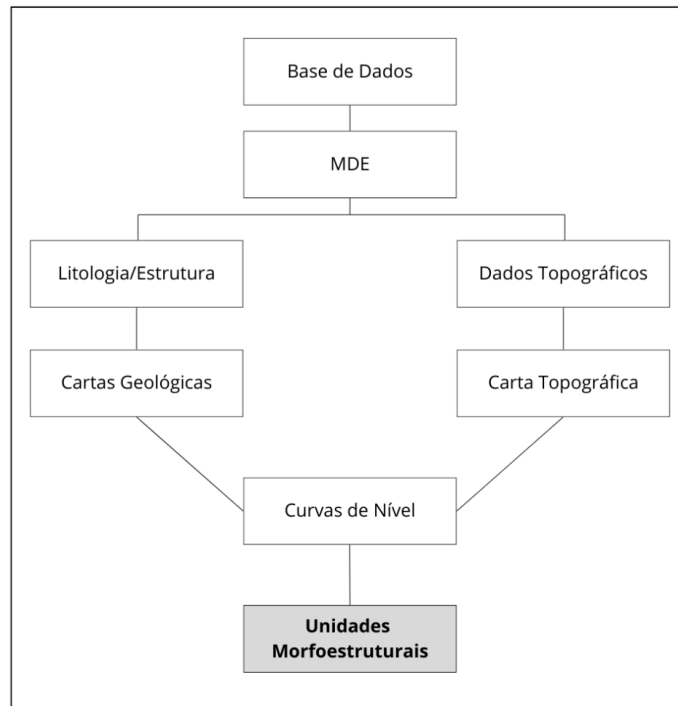 Base de Dados
MDE
Litologia/Estrutura
Dados Topográficos
Cartas Geológicas
Carta Topográfica
Curvas de Nível
Unidades
Morfoestruturais